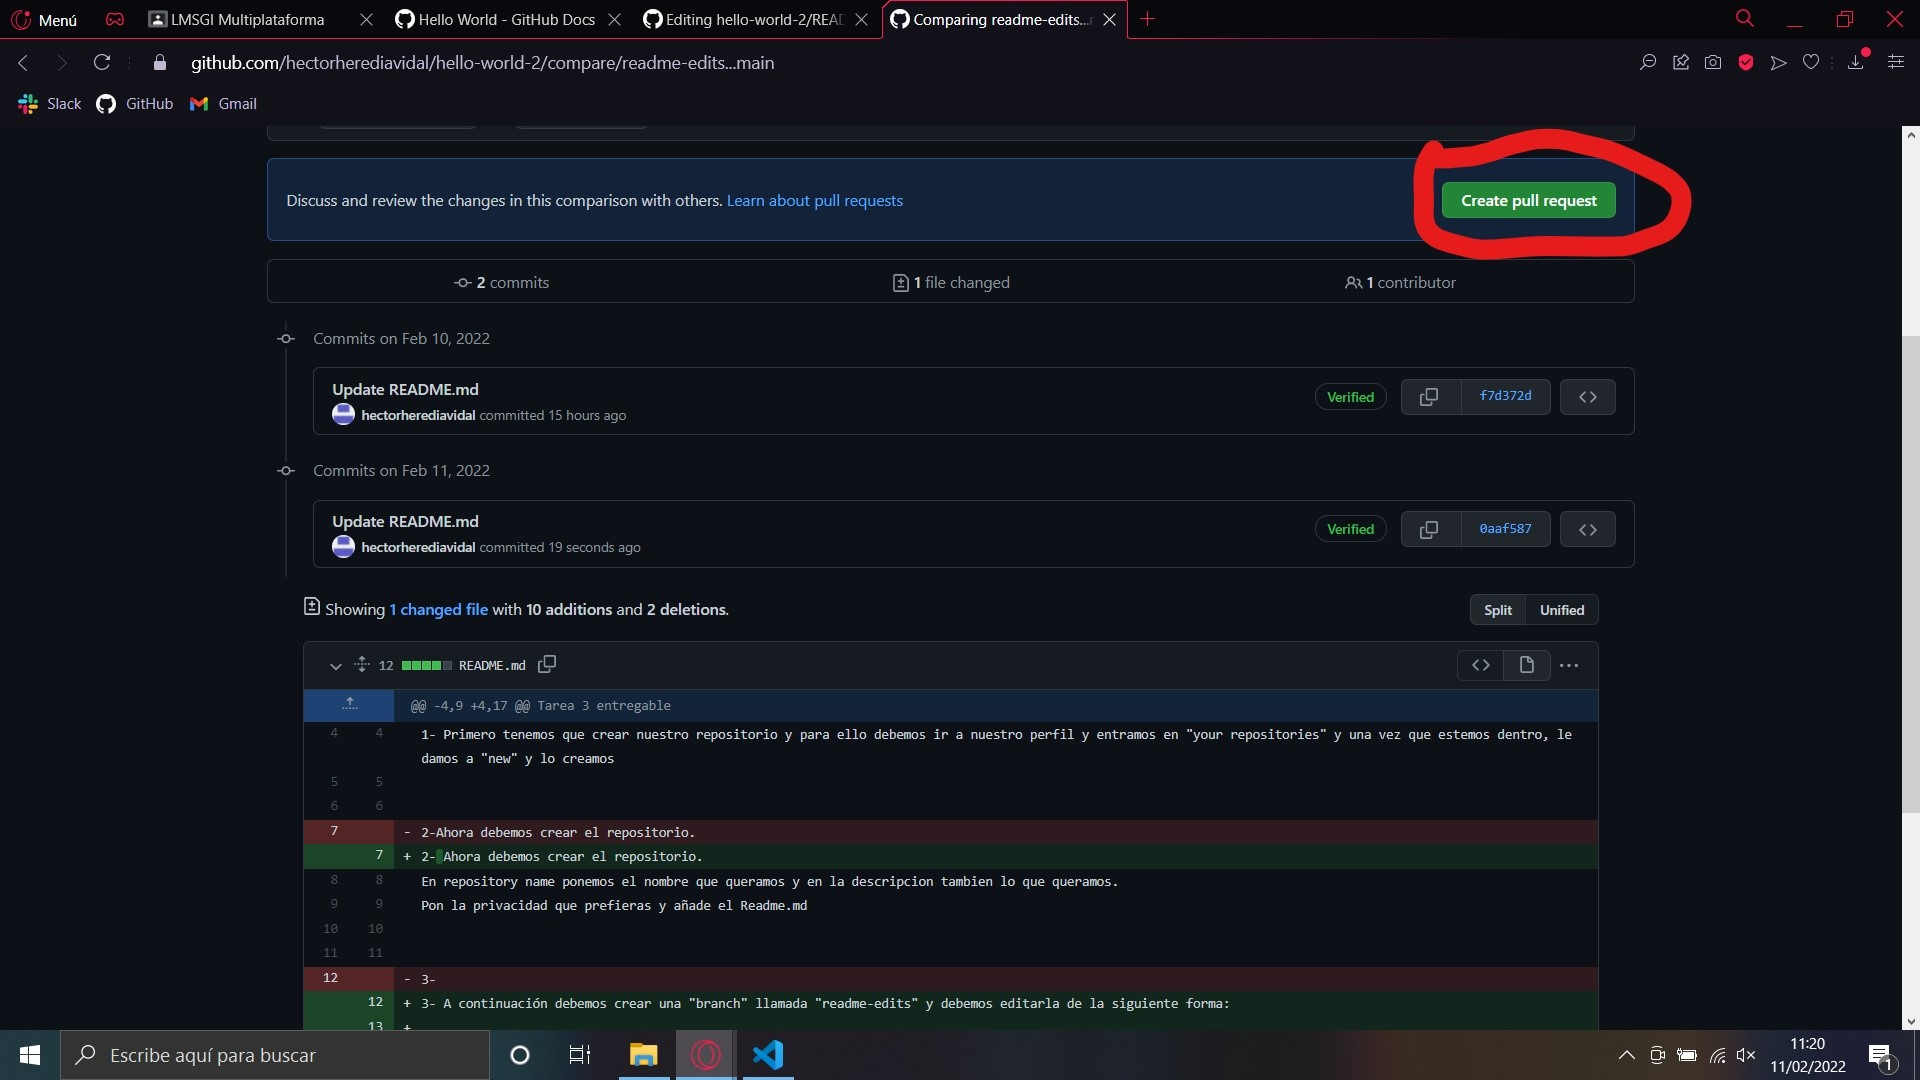 Menú
LMSGI Multiplataforma
Hello World - GitHub Docs
Editing hello-world-2/READ
Comparing readme-edits...r
github.com/hectorherediavidal/hello-world-2/compare/readme-edits...main
Slack GitHub Gmail
Discuss and review the changes in this comparison with others. Learn about pull requests
Create pull request
2 commits
1 file changed
1 contributor
Commits on Feb 10, 2022
Update README.md
hectorherediavidal committed 15 hours ago
Verified
f7d372d
Commits on Feb 11, 2022
Update README.md
hectorherediavidal committed 19 seconds ago
Verified
0aaf587
Showing 1 changed file with 10 additions and 2 deletions.
Split Unified
12 README.md
@@ -4,9 +4,17 @@ Tarea 3 entregable
4 4 1- Primero tenemos que crear nuestro repositorio y para ello debemos ir a nuestro perfil y entramos en "your repositories" y una vez que estemos dentro, le
damos a "new" y lo creamos
5 5
6 6
7 - 2-Ahora debemos crear el repositorio.
7 + 2- Ahora debemos crear el repositorio.
8 8 En repository name ponemos el nombre que queramos y en la descripcion tambien lo que queramos.
9 9 Pon la privacidad que prefieras y añade el Readme.md
10 10
11 11
12 - 3-
12 + 3- A continuación debemos crear una "branch" llamada "readme-edits" y debemos editarla de la siguiente forma:
13 +
Escribe aquí para buscar
11:20
11/02/2022
1